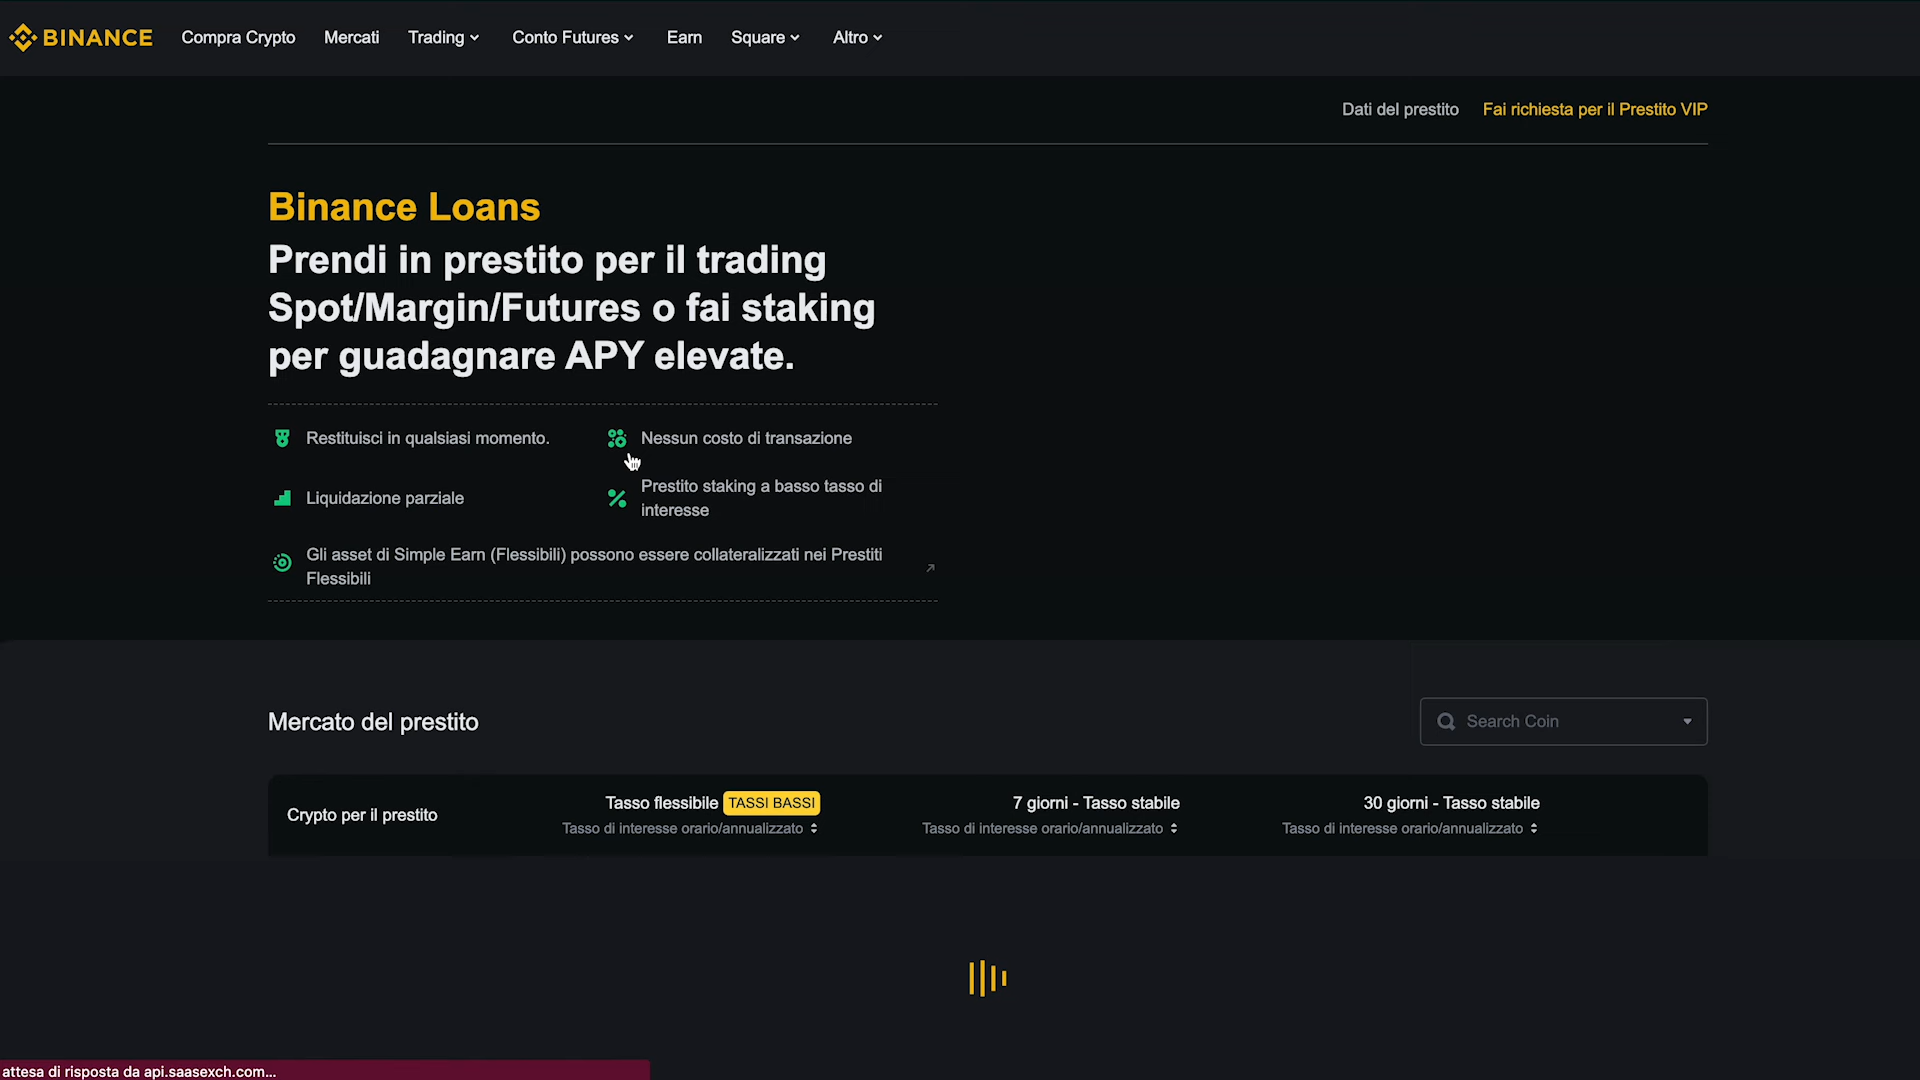 BINANCE
Compra Crypto
Mercati
Trading
Conto Futures
Earn
Square
Altro
Dati del prestito
Fai richiesta per il Prestito VIP
Binance Loans
Prendi in prestito per il trading
Spot/Margin/Futures o fai staking
per guadagnare APY elevate.
Restituisci in qualsiasi momento.
Nessun costo di transazione
Liquidazione parziale
Prestito staking a basso tasso di
interesse
Gli asset di Simple Earn (Flessibili) possono essere collateralizzati nei Prestiti
Flessibili
Mercato del prestito
Search Coin
Crypto per il prestito
Tasso flessibile TASSI BASSI
Tasso di interesse orario/annualizzato
7 giorni - Tasso stabile
Tasso di interesse orario/annualizzato
30 giorni - Tasso stabile
Tasso di interesse orario/annualizzato
attesa di risposta da api.saasexch.com...